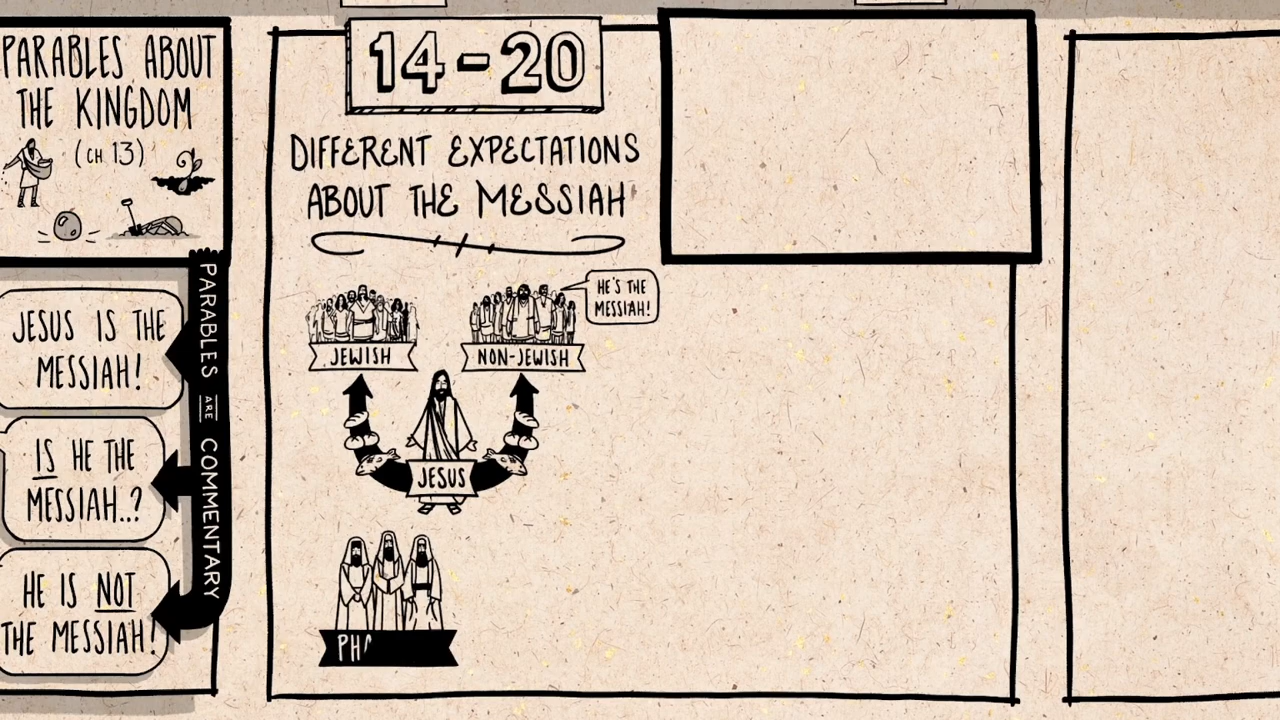 PARABLES ABOUT
THE KINGDOM
(CH 13)
JESUS IS THE
MESSIAH!
IS HE THE
MESSIAH..?
HE IS NOT
THE MESSIAH!
PARABLES ARE COMMENTARY
14-20
DIFFERENT EXPECTATIONS
ABOUT THE MESSIAH
HE'S THE
MESSIAH!
JEWISH
NON-JEWISH
JESUS